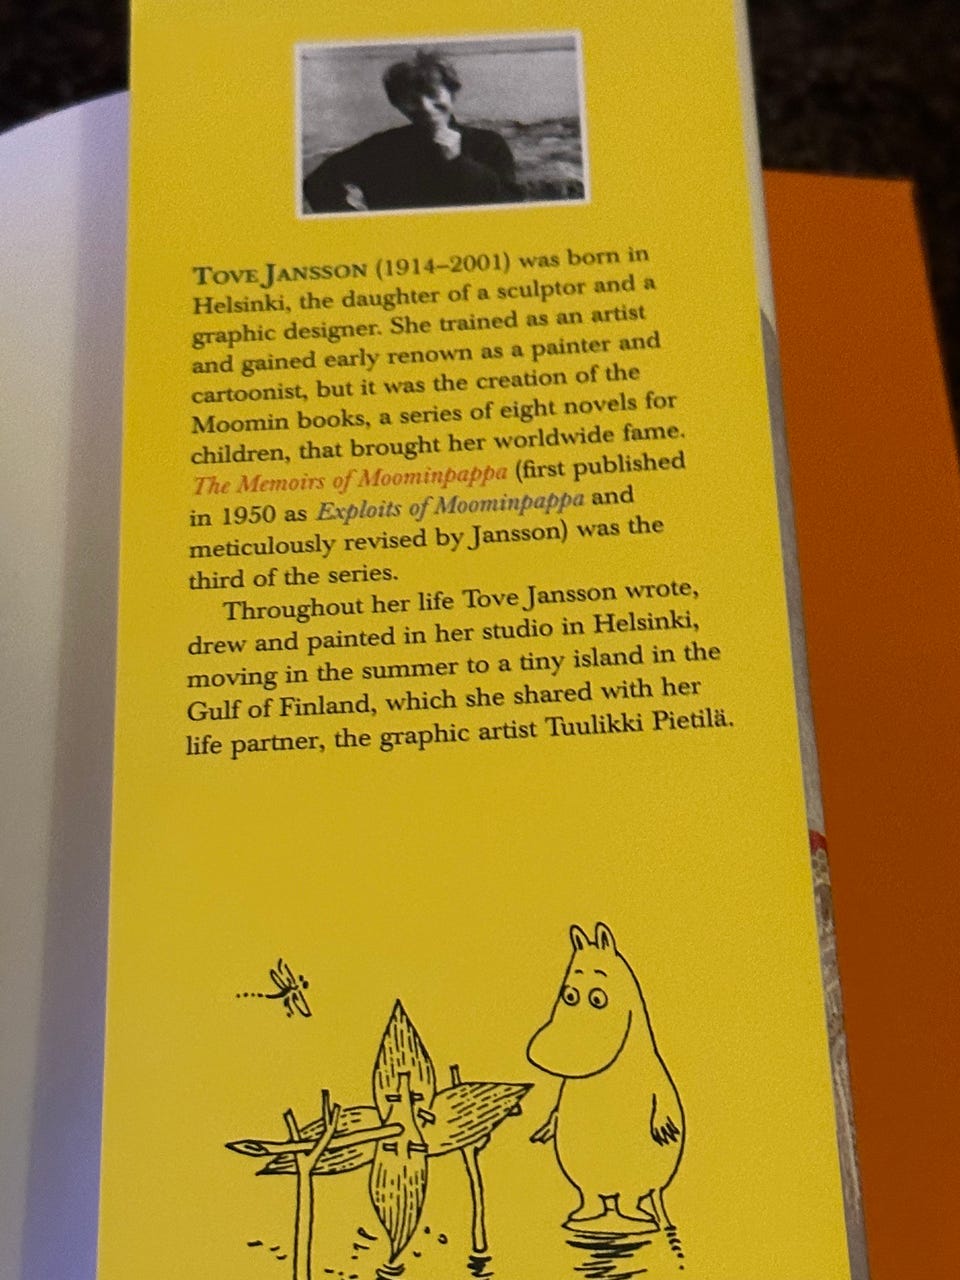 TOVE JANSSON (1914–2001) was born in
Helsinki, the daughter of a sculptor and a
graphic designer. She trained as an artist
and gained early renown as a painter and
cartoonist, but it was the creation of the
Moomin books, a series of eight novels for
children, that brought her worldwide fame.
The Memoirs of Moominpappa (first published
in 1950 as Exploits of Moominpappa and
meticulously revised by Jansson) was the
third of the series.
Throughout her life Tove Jansson wrote,
drew and painted in her studio in Helsinki,
moving in the summer to a tiny island in the
Gulf of Finland, which she shared with her
life partner, the graphic artist Tuulikki Pietilä.